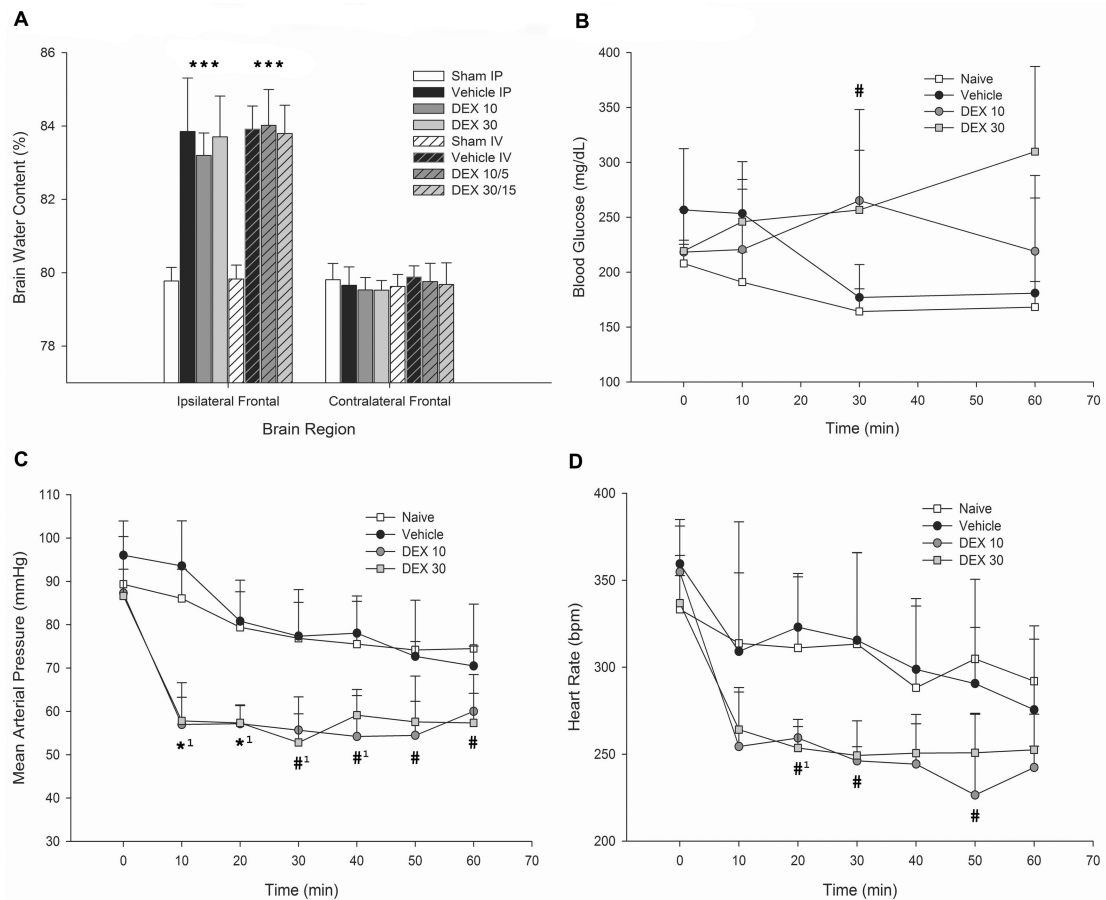 A
86
84
82
80
78
Brain Water Content (%)
*** ***
Sham IP
Vehicle IP
DEX 10
DEX 30
Sham IV
Vehicle IV
DEX 10/5
DEX 30/15
Ipsilateral Frontal Contralateral Frontal
Brain Region
B
400
350
300
250
200
150
100
Blood Glucose (mg/dL)
#
Naive
Vehicle
DEX 10
DEX 30
0 10 20 30 40 50 60 70
Time (min)
C
110
100
90
80
70
60
50
40
30
Mean Arterial Pressure (mmHg)
Naive
Vehicle
DEX 10
DEX 30
*¹ *¹ #¹ #¹ # #
0 10 20 30 40 50 60 70
Time (min)
D
400
350
300
250
200
Heart Rate (bpm)
Naive
Vehicle
DEX 10
DEX 30
#¹ # #
0 10 20 30 40 50 60 70
Time (min)